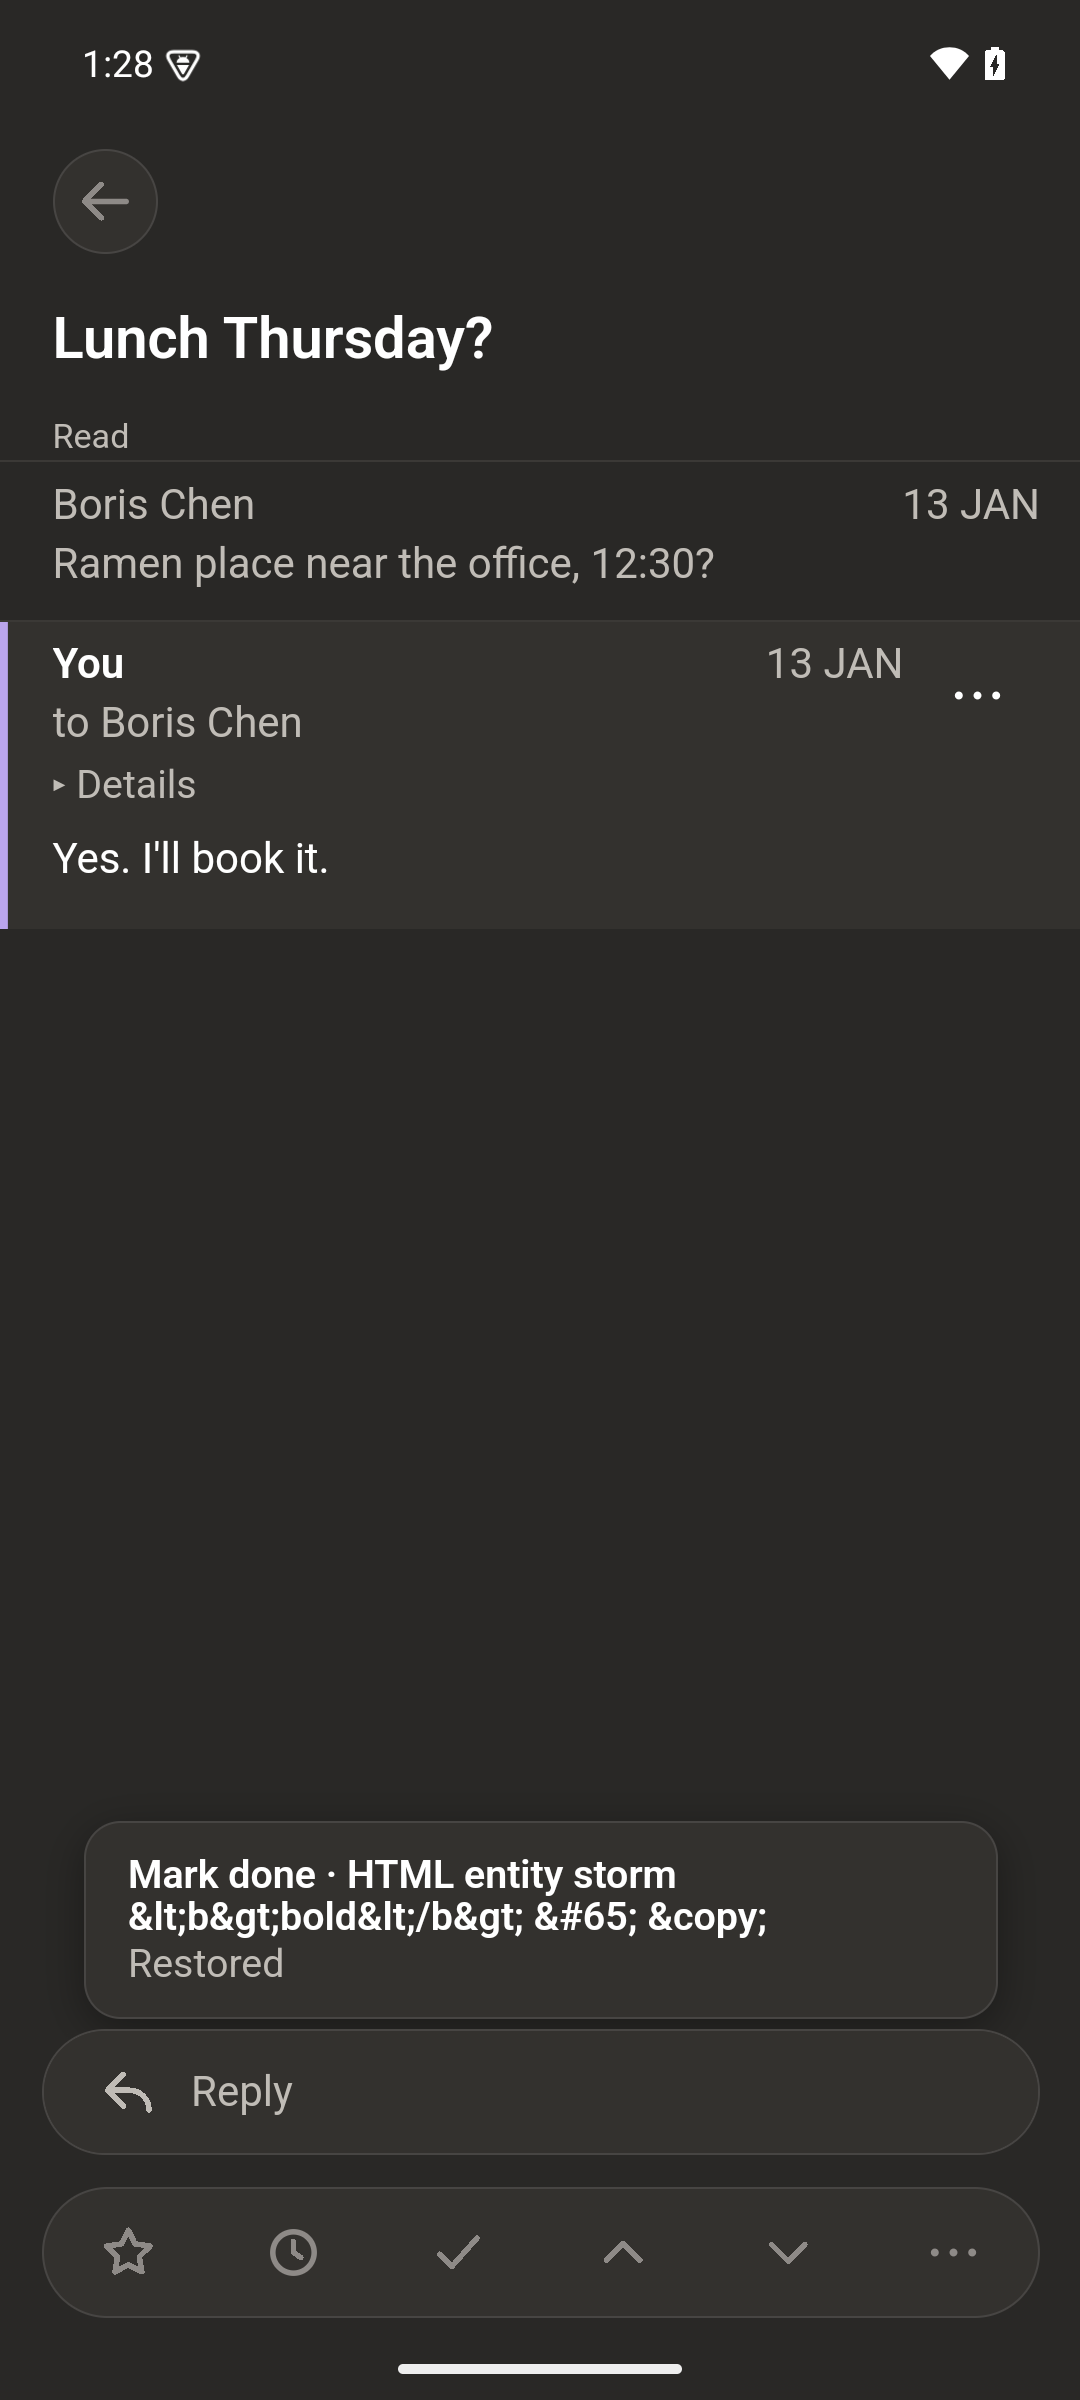 1:28
Lunch Thursday?
Read
Boris Chen 13 JAN
Ramen place near the office, 12:30?
You 13 JAN
to Boris Chen
Details
Yes. I'll book it.
Mark done · HTML entity storm
&lt;b&gt;bold&lt;/b&gt; &#65; &copy;
Restored
Reply